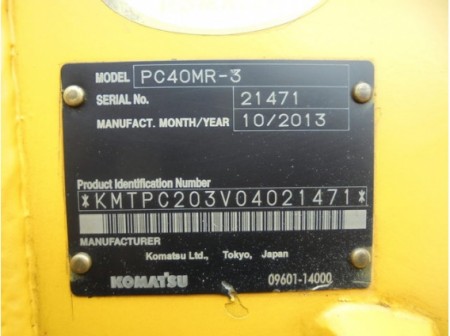 MODEL PC40MR-3
SERIAL No. 21471
MANUFACT. MONTH/YEAR 10/2013
Product Identification Number
*KMTPC203V04021471*
MANUFACTURER
Komatsu Ltd., Tokyo, Japan
KOMATSU 09601-14000